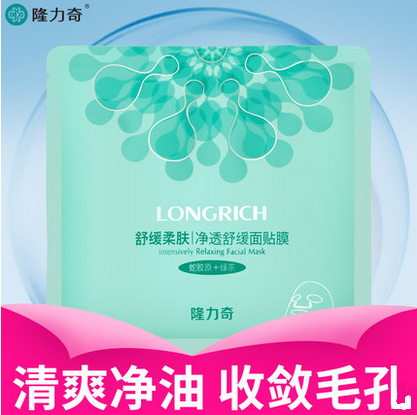 隆力奇®
LONGRICH
舒缓柔肤|净透舒缓面贴膜
Intensively Relaxing Facial Mask
蛇胶原+绿茶
隆力奇
清爽净油 收敛毛孔